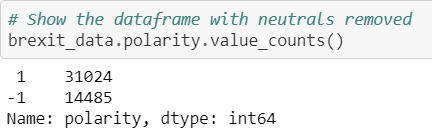 # Show the dataframe with neutrals removed
brexit_data.polarity.value_counts()
 1    31024
-1    14485
Name: polarity, dtype: int64